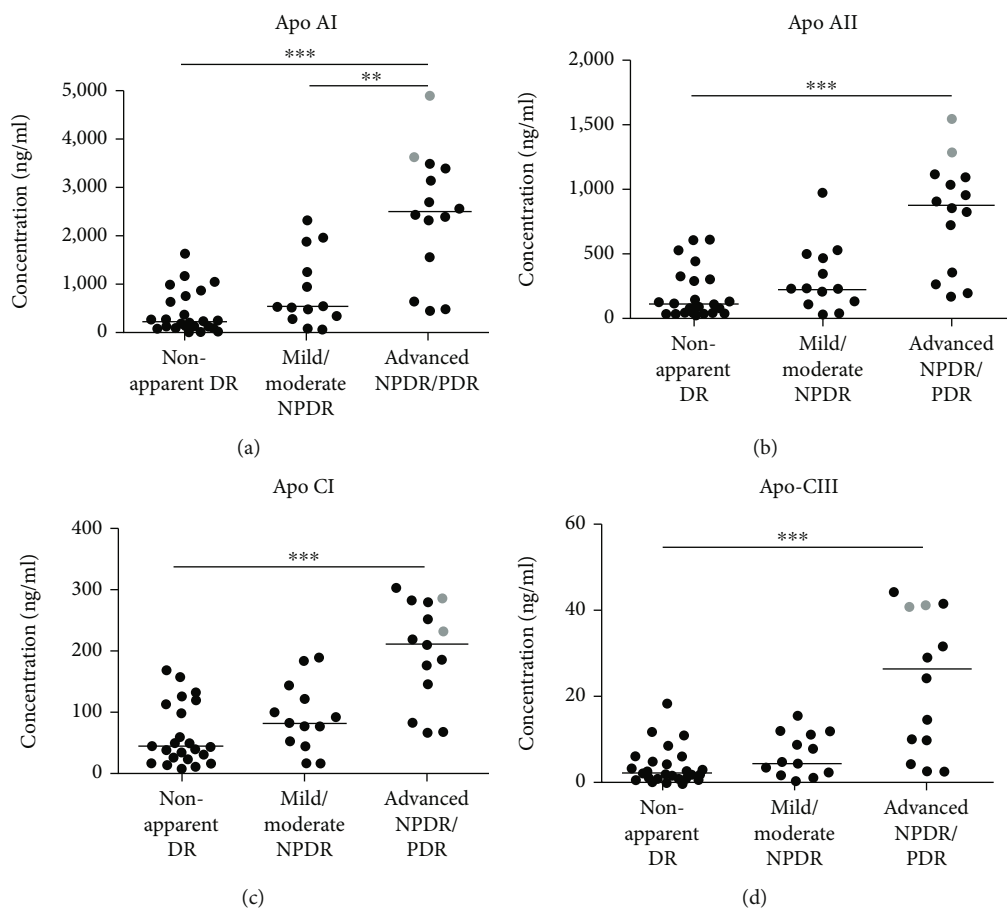 Apo AI
***
**
Concentration (ng/ml)
5,000
4,000
3,000
2,000
1,000
0
Non-
apparent DR
Mild/
moderate
NPDR
Advanced
NPDR/PDR
(a)
Apo AII
***
Concentration (ng/ml)
2,000
1,500
1,000
500
0
Non-
apparent
DR
Mild/
moderate
NPDR
Advanced
NPDR/
PDR
(b)
Apo CI
***
Concentration (ng/ml)
400
300
200
100
0
Non-
apparent
DR
Mild/
moderate
NPDR
Advanced
NPDR/
PDR
(c)
Apo-CIII
***
Concentration (ng/ml)
60
40
20
0
Non-
apparent
DR
Mild/
moderate
NPDR
Advanced
NPDR/
PDR
(d)